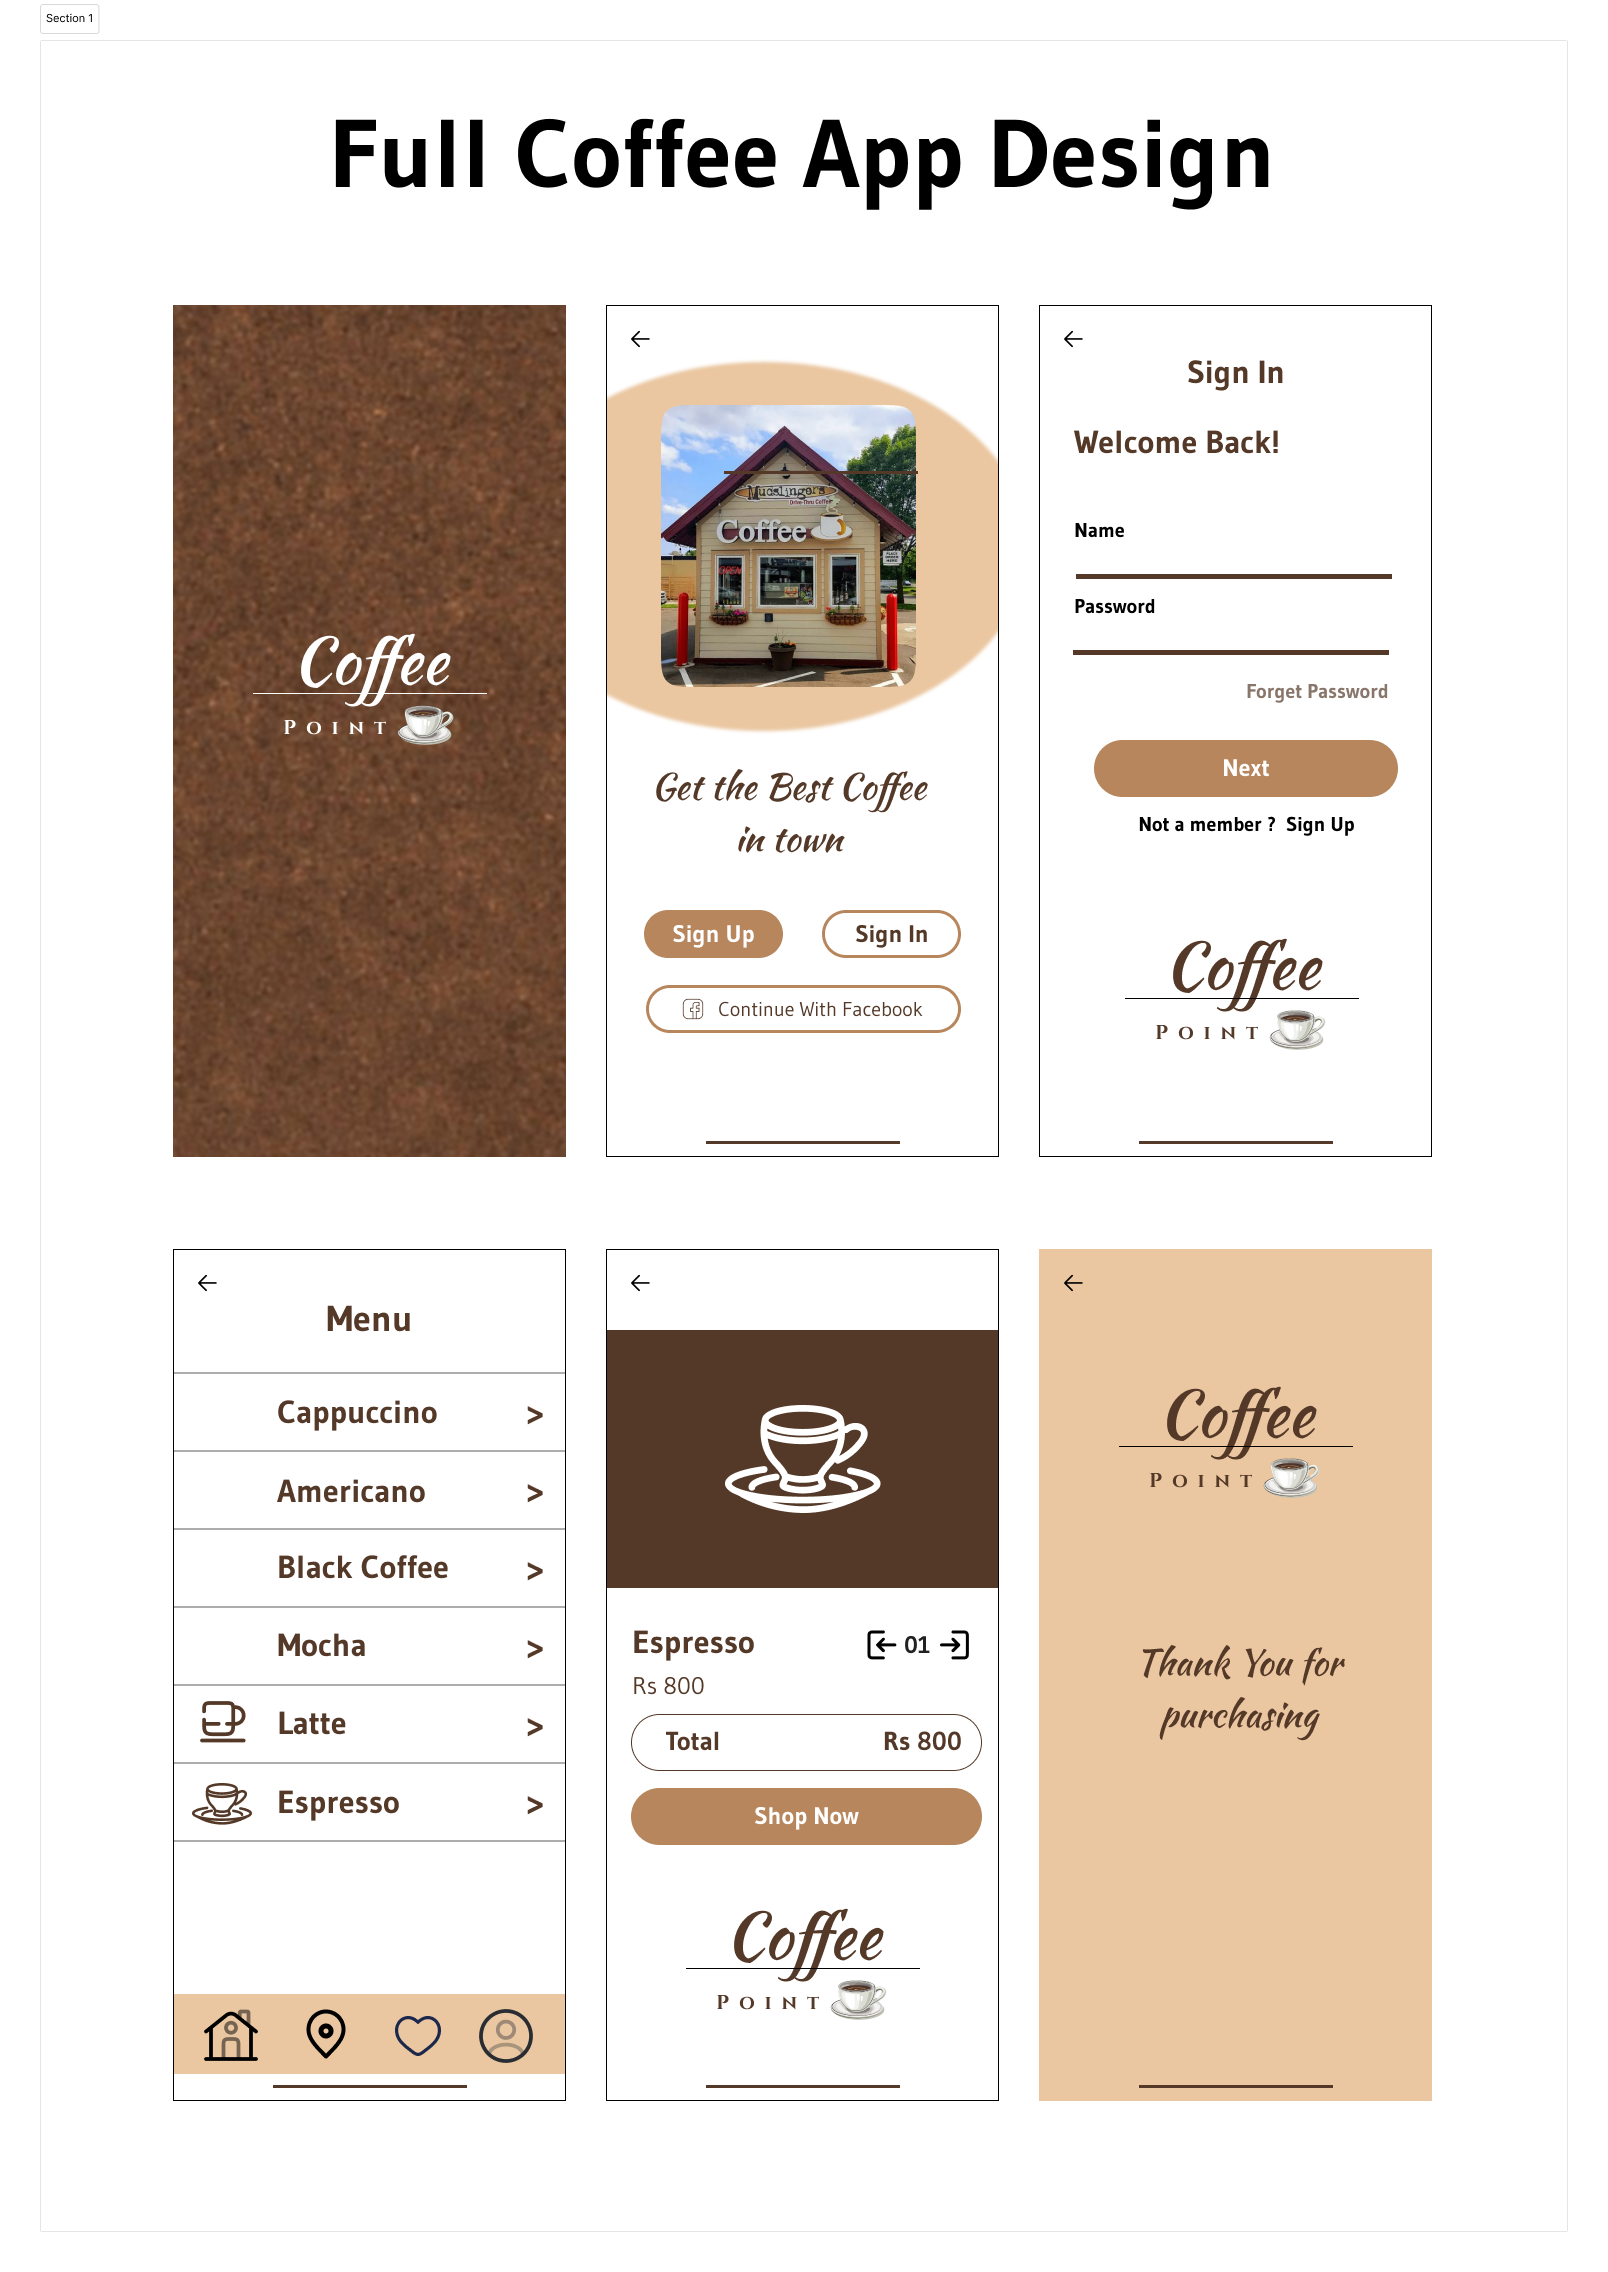 Section 1
Full Coffee App Design
Coffee
POINT
Mudslingers
Drive-Thru Coffee
Coffee
OPEN
Get the Best Coffee
in town
Sign Up
Sign In
Continue With Facebook
Sign In
Welcome Back!
Name
Password
Forget Password
Next
Not a member ? Sign Up
Coffee
POINT
Menu
Cappuccino >
Americano >
Black Coffee >
Mocha >
Latte >
Espresso >
Espresso
01
Rs 800
Total Rs 800
Shop Now
Coffee
POINT
Coffee
POINT
Thank You for
purchasing